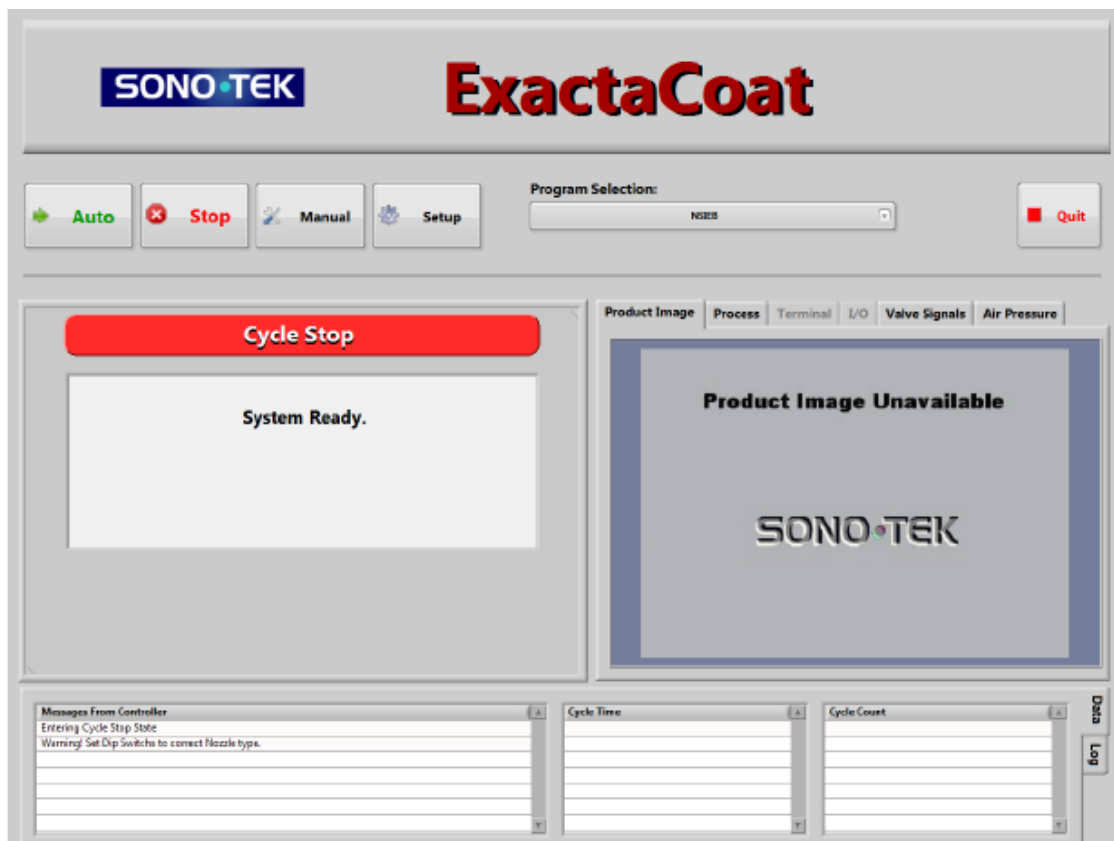 SONO•TEK
ExactaCoat
Auto
Stop
Manual
Setup
Program Selection:
Quit
Cycle Stop
System Ready.
Product Image
Process
Terminal
I/O
Valve Signals
Air Pressure
Product Image Unavailable
SONO•TEK
Messages From Controller
Entering Cycle Stop State
Warning! Set Dip Switchs to correct Nozzle type.
Cycle Time
Cycle Count
Data
Log